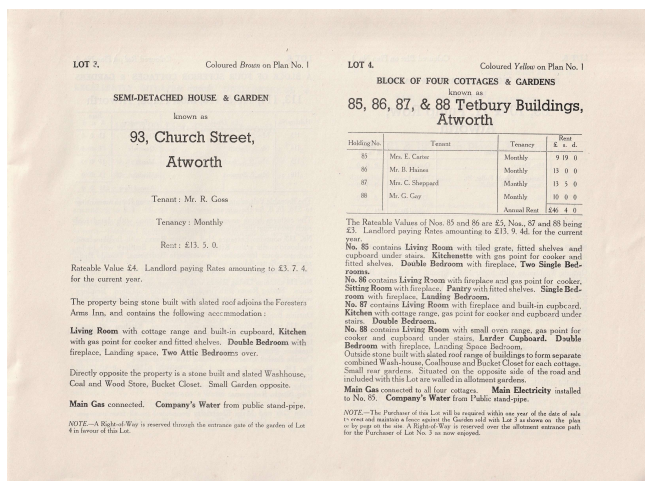 LOT 3.
Coloured Brown on Plan No. 1
SEMI-DETACHED HOUSE & GARDEN
known as
93, Church Street,
Atworth
Tenant: Mr. R. Goss
Tenancy: Monthly
Rent: £13. 5. 0.
Rateable Value £4. Landlord paying Rates amounting to £3. 7. 4.
for the current year.
The property being stone built with slated roof adjoins the Foresters
Arms Inn, and contains the following accommodation:
Living Room with cottage range and built-in cupboard, Kitchen
with gas point for cooker and fitted shelves. Double Bedroom with
fireplace, Landing space, Two Attic Bedrooms over.
Directly opposite the property is a stone built and slated Washhouse,
Coal and Wood Store, Bucket Closet. Small Garden opposite.
Main Gas connected. Company's Water from public stand-pipe.
NOTE.—A Right-of-Way is reserved through the entrance gate of the garden of Lot
4 in favour of this Lot.
LOT 4.
Coloured Yellow on Plan No. 1
BLOCK OF FOUR COTTAGES & GARDENS
known as
85, 86, 87, & 88 Tetbury Buildings,
Atworth
Holding No. Tenant Tenancy Rent £ s. d.
85 Mrs. E. Carter Monthly 9 19 0
86 Mr. B. Haines Monthly 13 0 0
87 Mrs. C. Sheppard Monthly 13 5 0
88 Mr. G. Gay Monthly 10 0 0
Annual Rent £46 4 0
The Rateable Values of Nos. 85 and 86 are £5, Nos., 87 and 88 being
£3. Landlord paying Rates amounting to £13. 9. 4d. for the current
year.
No. 85 contains Living Room with tiled grate, fitted shelves and
cupboard under stairs. Kitchenette with gas point for cooker and
fitted shelves. Double Bedroom with fireplace, Two Single Bed-
rooms.
No. 86 contains Living Room with fireplace and gas point for cooker,
Sitting Room with fireplace. Pantry with fitted shelves. Single Bed-
room with fireplace, Landing Bedroom.
No. 87 contains Living Room with fireplace and built-in cupboard.
Kitchen with cottage range, gas point for cooker and cupboard under
stairs. Double Bedroom.
No. 88 contains Living Room with small oven range, gas point for
cooker and cupboard under stairs, Larder Cupboard. Double
Bedroom with fireplace, Landing Space Bedroom.
Outside stone built with slated roof range of buildings to form separate
combined Wash-house, Coalhouse and Bucket Closet for each cottage.
Small rear gardens. Situated on the opposite side of the road and
included with this Lot are walled in allotment gardens.
Main Gas connected to all four cottages. Main Electricity installed
to No. 85. Company's Water from Public stand-pipe.
NOTE.—The Purchaser of this Lot will be required within one year of the date of sale
to erect and maintain a fence against the Garden sold with Lot 5 as shown on the plan
or by pegs on the site. A Right-of-Way is reserved over the allotment entrance path
for the Purchaser of Lot No. 5 as now enjoyed.